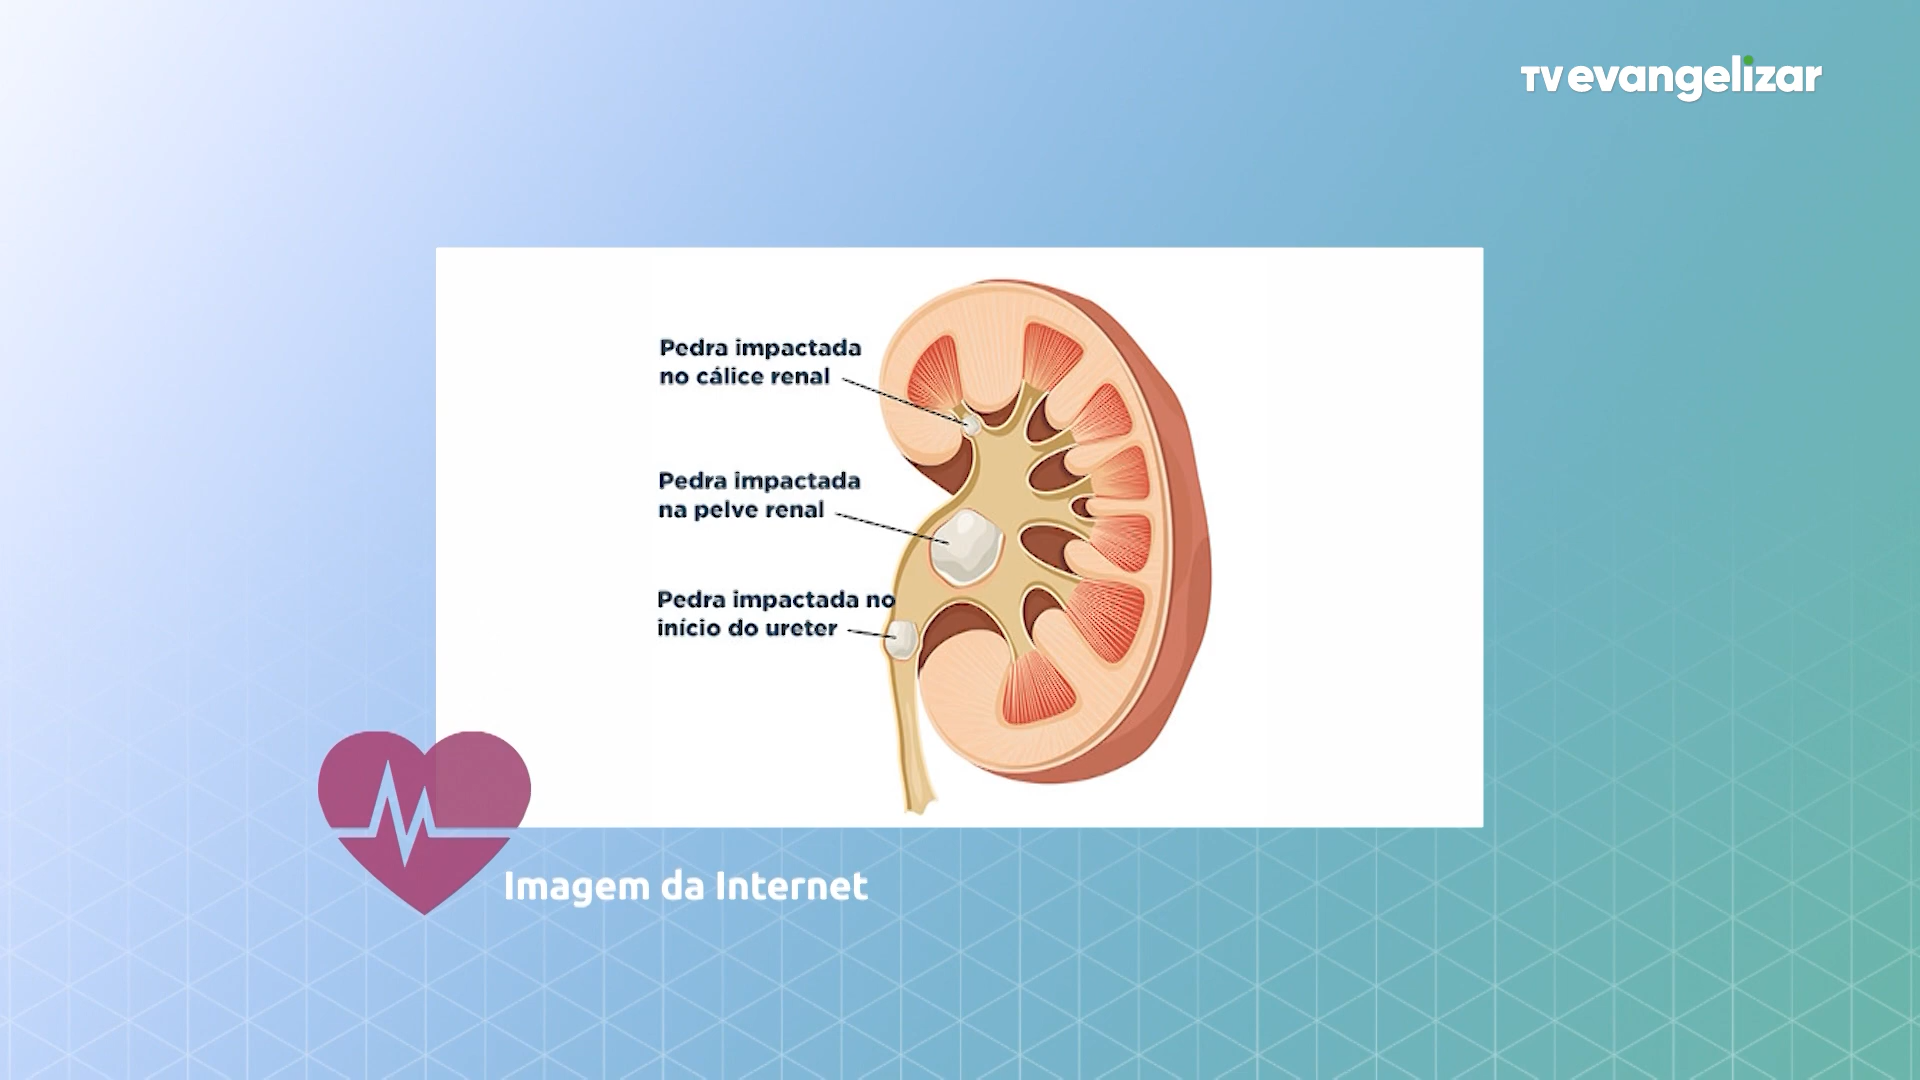 TV evangelizar
Pedra impactada
no cálice renal
Pedra impactada
na pelve renal
Pedra impactada no
início do ureter
Imagem da Internet